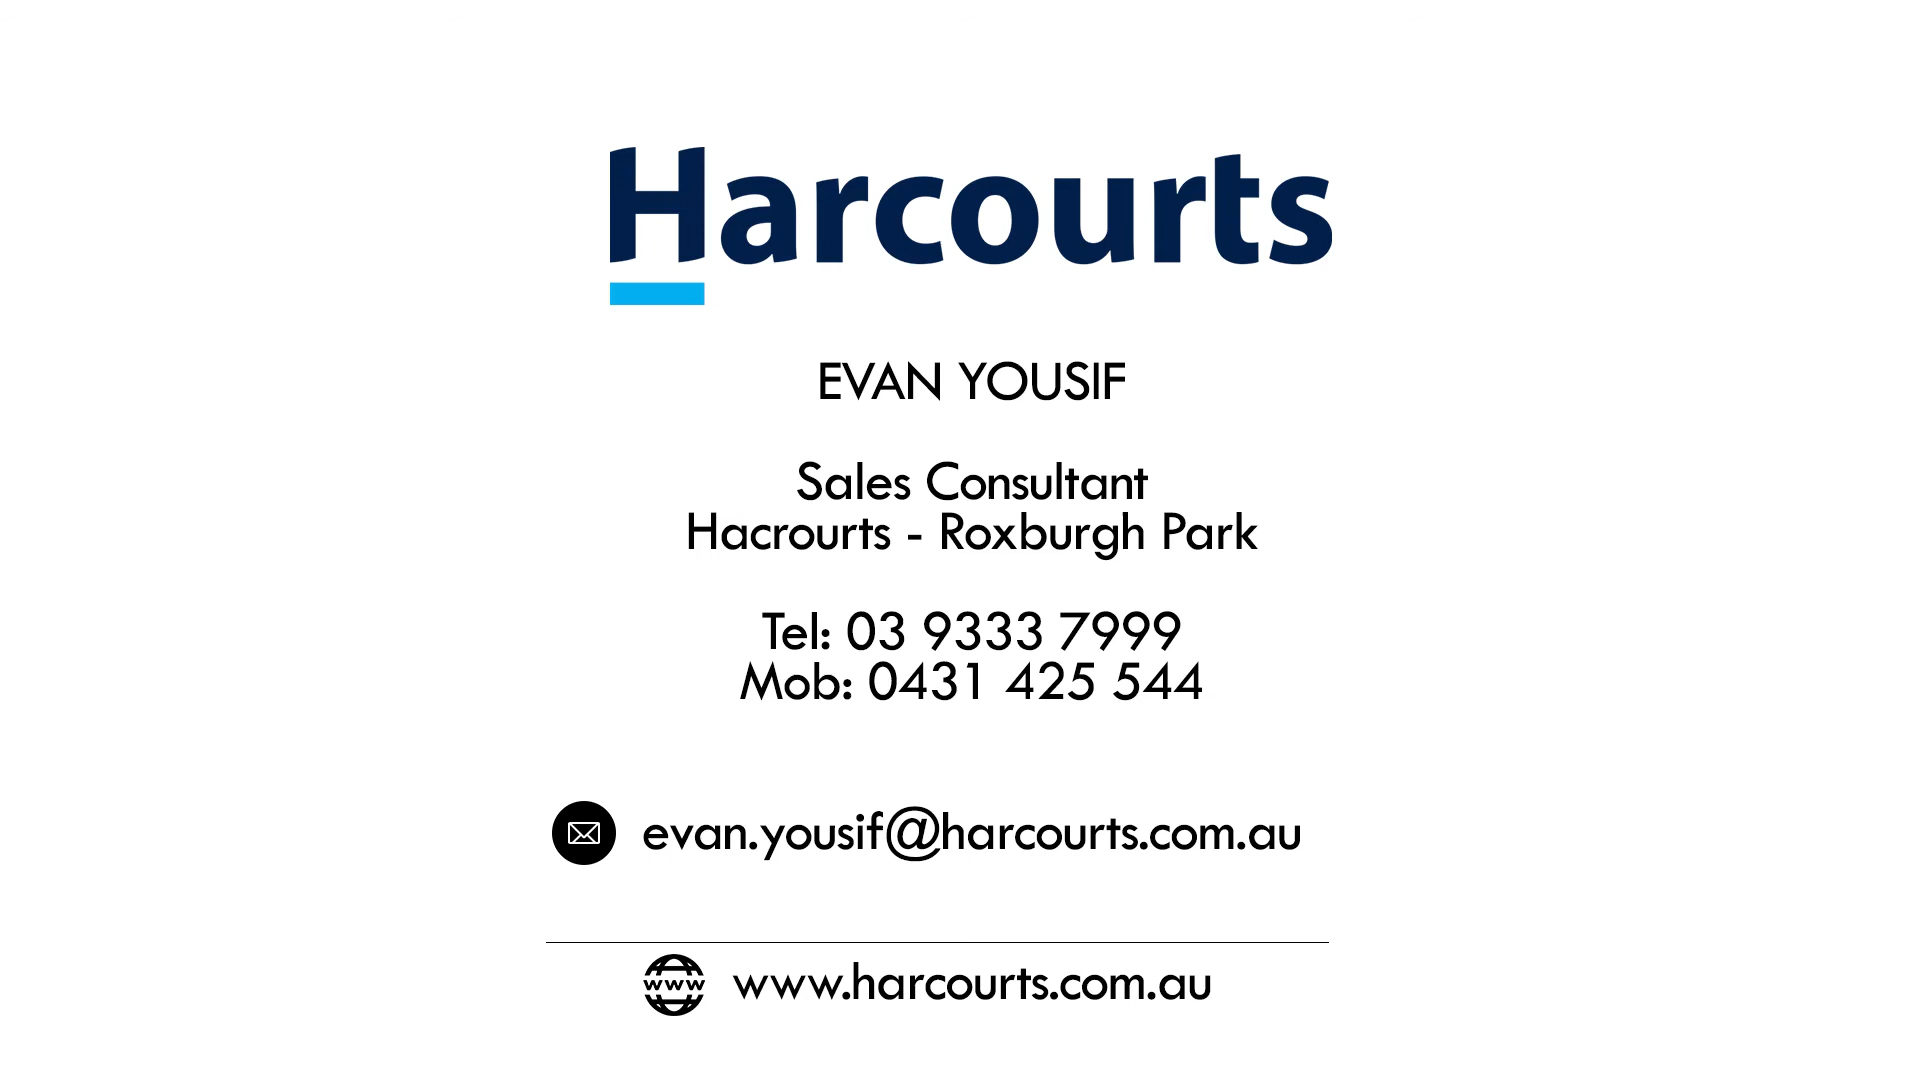 Harcourts
EVAN YOUSIF
Sales Consultant
Hacrourts - Roxburgh Park
Tel: 03 9333 7999
Mob: 0431 425 544
evan.yousif@harcourts.com.au
www www.harcourts.com.au